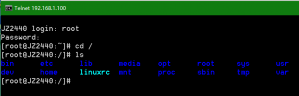 Telnet 192.168.1.100
JZ2440 login: root
Password:
[root@JZ2440:~]# cd /
[root@JZ2440:/]# ls
bin etc lib media opt root sys usr
dev home linuxrc mnt proc sbin tmp var
[root@JZ2440:/]#